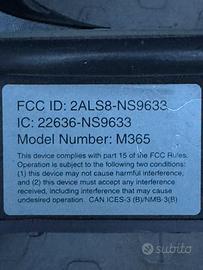 FCC ID: 2ALS8-NS9633
IC: 22636-NS9633
Model Number: M365
This device complies with part 15 of the FCC Rules.
Operation is subject to the following two conditions:
(1) this device may not cause harmful interference,
and (2) this device must accept any interference
received, including interference that may cause
undesired operation. CAN ICES-3 (B)/NMB-3(B)
subito